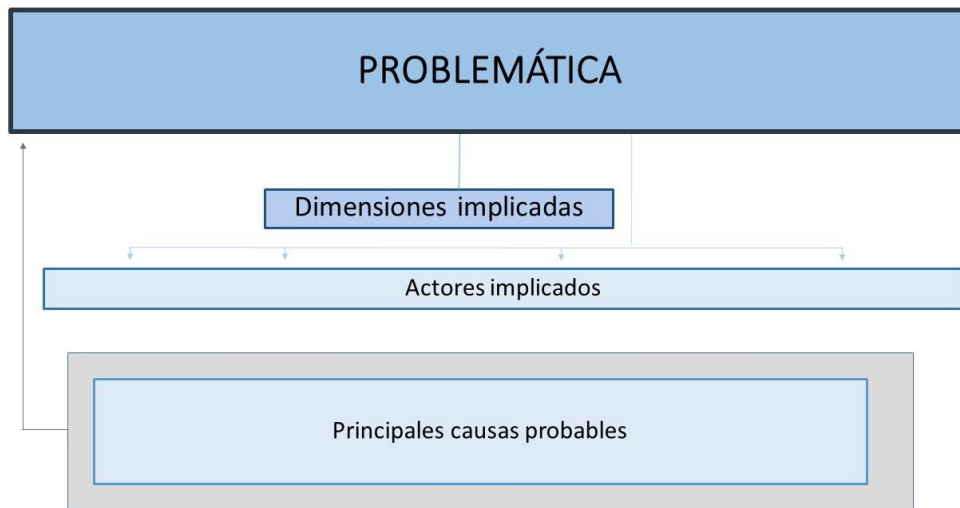 PROBLEMÁTICA
Dimensiones implicadas
Actores implicados
Principales causas probables